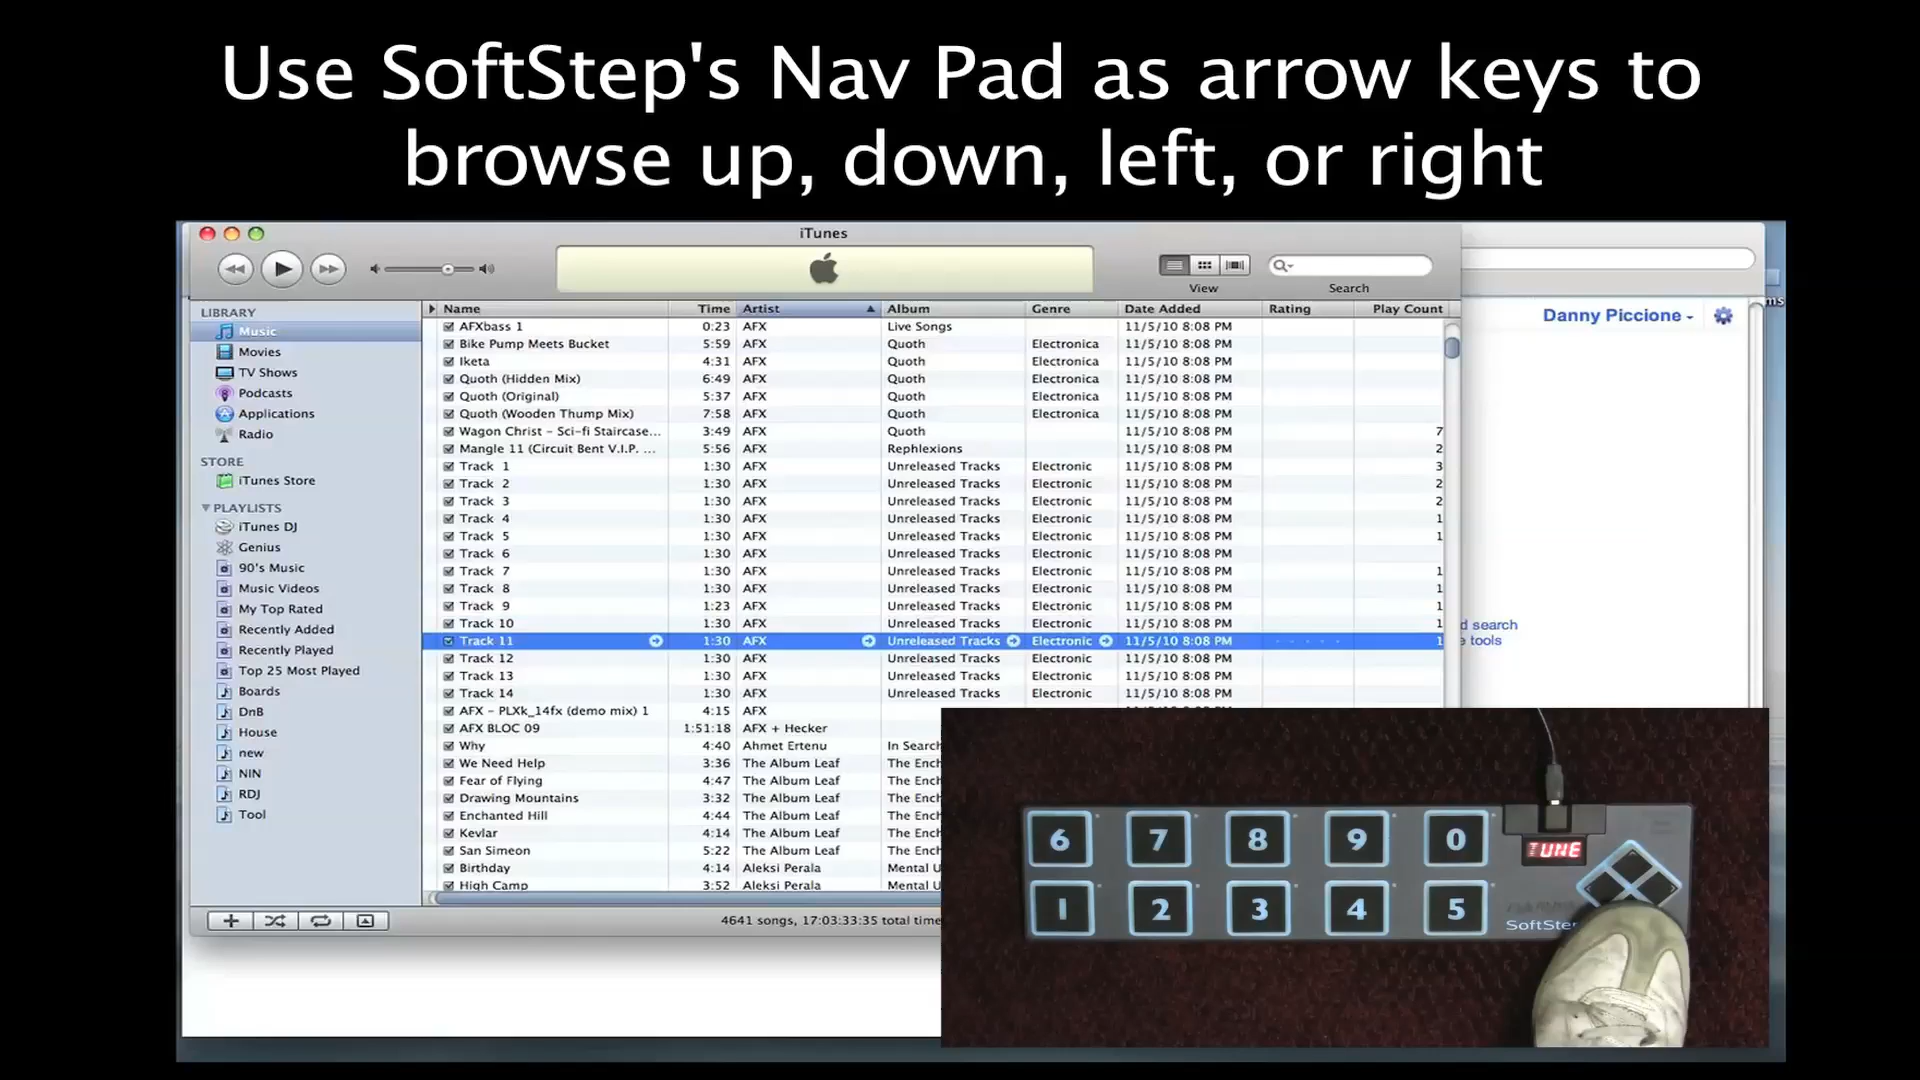 Use SoftStep's Nav Pad as arrow keys to
browse up, down, left, or right
iTunes
View
Search
LIBRARY
Music
Movies
TV Shows
Podcasts
Applications
Radio
STORE
iTunes Store
PLAYLISTS
iTunes DJ
Genius
90's Music
Music Videos
My Top Rated
Recently Added
Recently Played
Top 25 Most Played
Boards
DnB
House
new
NIN
RDJ
Tool
Name Time Artist Album Genre Date Added Rating Play Count
AFXbass 1 0:23 AFX Live Songs 11/5/10 8:08 PM
Bike Pump Meets Bucket 5:59 AFX Quoth Electronica 11/5/10 8:08 PM
Iketa 4:31 AFX Quoth Electronica 11/5/10 8:08 PM
Quoth (Hidden Mix) 6:49 AFX Quoth Electronica 11/5/10 8:08 PM
Quoth (Original) 5:37 AFX Quoth Electronica 11/5/10 8:08 PM
Quoth (Wooden Thump Mix) 7:58 AFX Quoth Electronica 11/5/10 8:08 PM
Wagon Christ - Sci-fi Staircase... 3:49 AFX Quoth 11/5/10 8:08 PM 7
Mangle 11 (Circuit Bent V.I.P. ... 5:56 AFX Rephlexions 11/5/10 8:08 PM 2
Track 1 1:30 AFX Unreleased Tracks Electronic 11/5/10 8:08 PM 3
Track 2 1:30 AFX Unreleased Tracks Electronic 11/5/10 8:08 PM 2
Track 3 1:30 AFX Unreleased Tracks Electronic 11/5/10 8:08 PM 2
Track 4 1:30 AFX Unreleased Tracks Electronic 11/5/10 8:08 PM 1
Track 5 1:30 AFX Unreleased Tracks Electronic 11/5/10 8:08 PM 1
Track 6 1:30 AFX Unreleased Tracks Electronic 11/5/10 8:08 PM
Track 7 1:30 AFX Unreleased Tracks Electronic 11/5/10 8:08 PM 1
Track 8 1:30 AFX Unreleased Tracks Electronic 11/5/10 8:08 PM 1
Track 9 1:23 AFX Unreleased Tracks Electronic 11/5/10 8:08 PM 1
Track 10 1:30 AFX Unreleased Tracks Electronic 11/5/10 8:08 PM 1
Track 11 1:30 AFX Unreleased Tracks Electronic 11/5/10 8:08 PM 1
Track 12 1:30 AFX Unreleased Tracks Electronic 11/5/10 8:08 PM
Track 13 1:30 AFX Unreleased Tracks Electronic 11/5/10 8:08 PM
Track 14 1:30 AFX Unreleased Tracks Electronic 11/5/10 8:08 PM
AFX - PLXk_14fx (demo mix) 1 4:15 AFX
AFX BLOC 09 1:51:18 AFX + Hecker
Why 4:40 Ahmet Ertenu In Search
We Need Help 3:36 The Album Leaf The Ench
Fear of Flying 4:47 The Album Leaf The Ench
Drawing Mountains 3:32 The Album Leaf The Ench
Enchanted Hill 4:44 The Album Leaf The Ench
Kevlar 4:14 The Album Leaf The Ench
San Simeon 5:22 The Album Leaf The Ench
Birthday 4:14 Aleksi Perala Mental U
High Camp 3:52 Aleksi Perala Mental U
4641 songs, 17:03:33:35 total time
ms
Danny Piccione
d search
e tools
6 7 8 9 0
TUNE
1 2 3 4 5
SoftStep